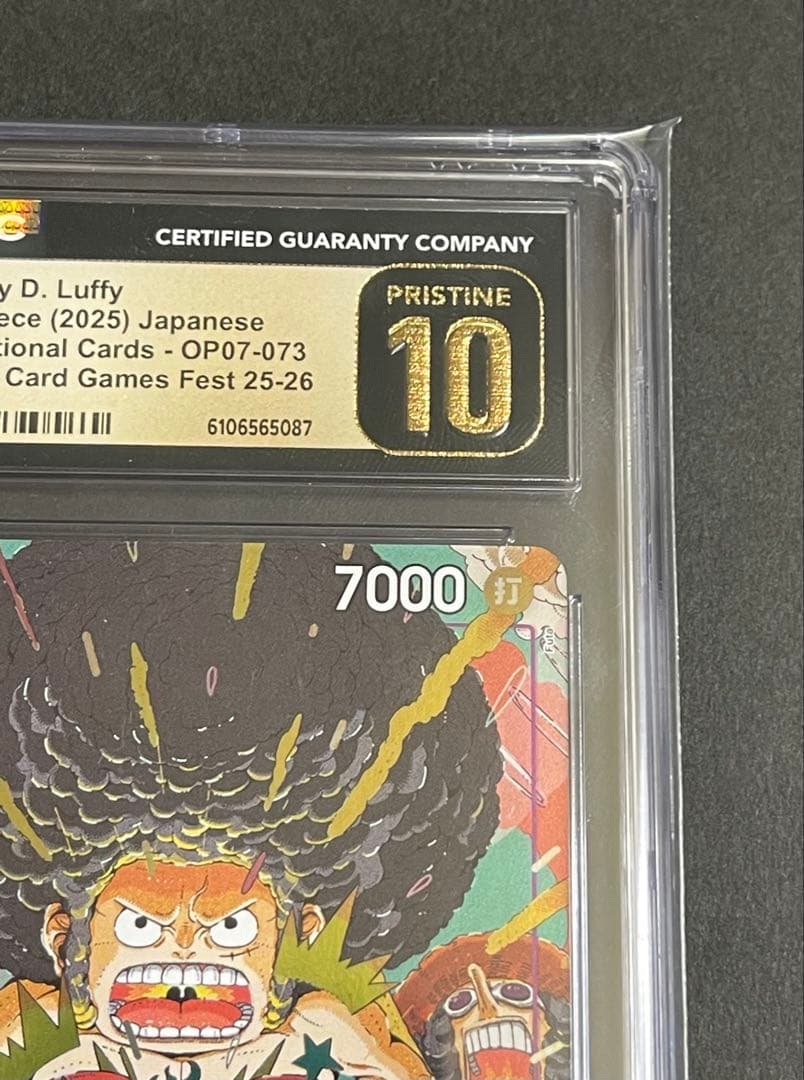 CERTIFIED GUARANTY COMPANY
y D. Luffy
ece (2025) Japanese
tional Cards - OP07-073
Card Games Fest 25-26
6106565087
PRISTINE
10
7000 打
Futa